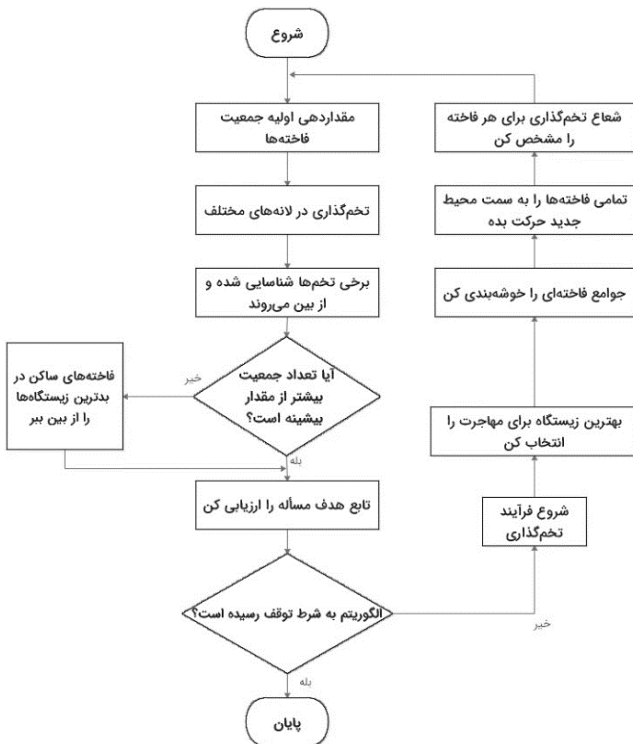 شروع
مقداردهی اولیه جمعیت
فاخته‌ها
تخم‌گذاری در لانه‌های مختلف
برخی تخم‌ها شناسایی شده و
از بین می‌روند
آیا تعداد جمعیت
بیشتر از مقدار
بیشینه است؟
خیر
فاخته‌های ساکن در
بدترین زیستگاه‌ها
را از بین ببر
بله
تابع هدف مسأله را ارزیابی کن
الگوریتم به شرط توقف رسیده است؟
بله
پایان
خیر
شروع فرآیند
تخم‌گذاری
بهترین زیستگاه برای مهاجرت را
انتخاب کن
جوامع فاخته‌ای را خوشه‌بندی کن
تمامی فاخته‌ها را به سمت محیط
جدید حرکت بده
شعاع تخم‌گذاری برای هر فاخته
را مشخص کن